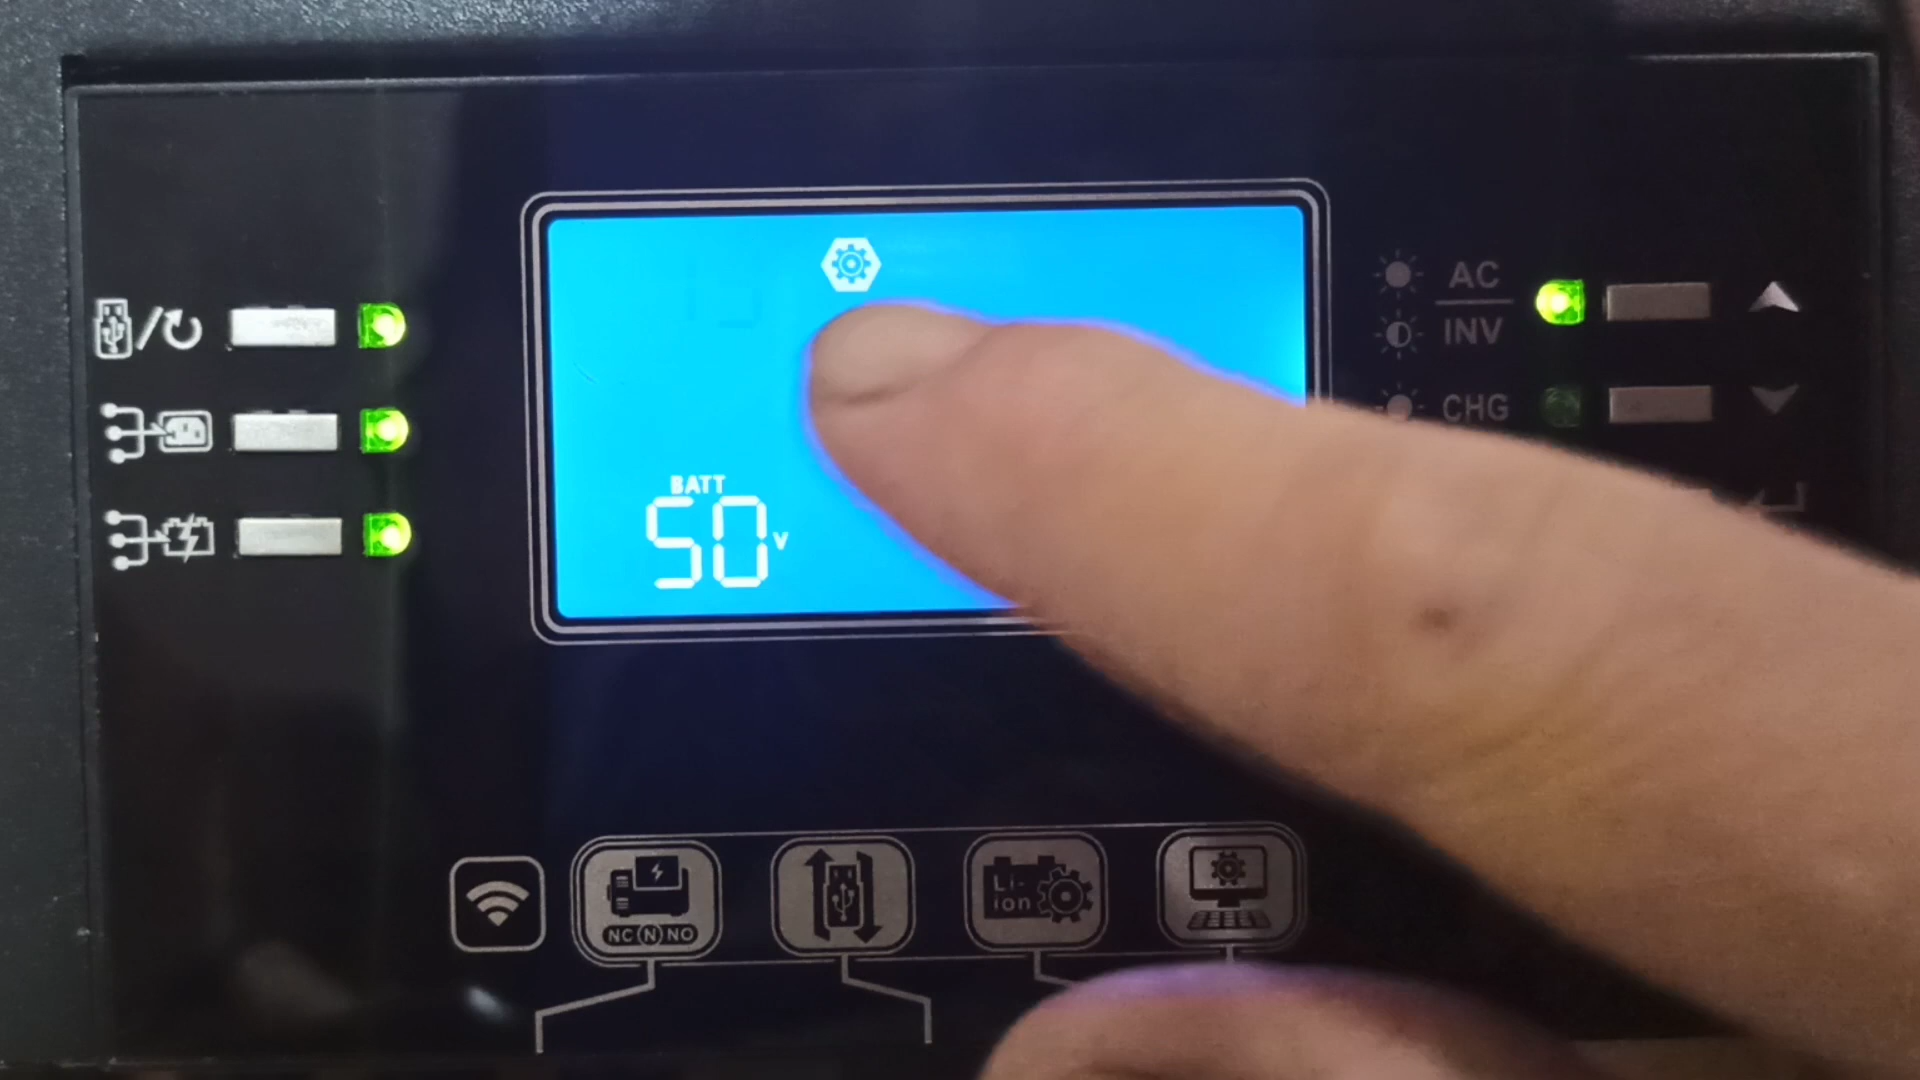 AC
INV
CHG
BATT
50V
NC N NO
Li-
ion